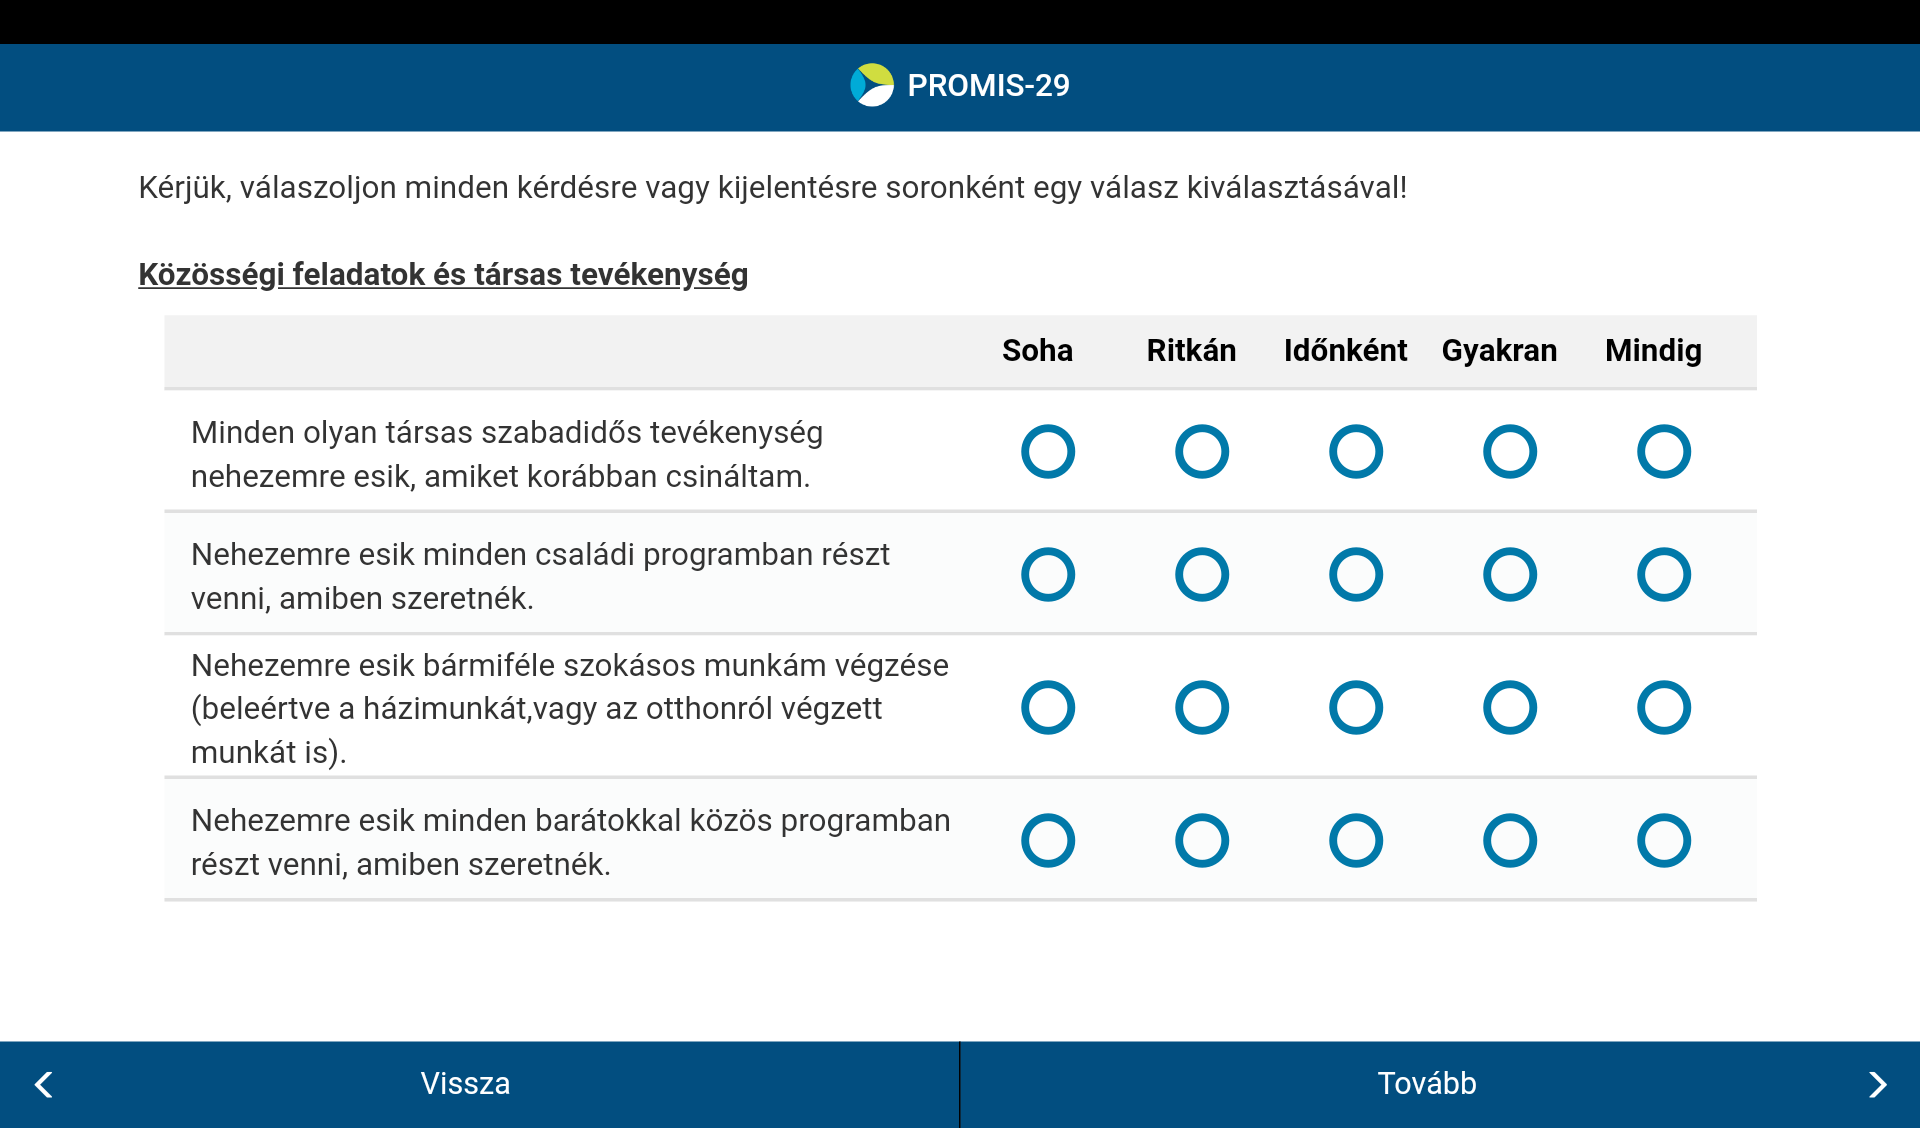 PROMIS-29
Kérjük, válaszoljon minden kérdésre vagy kijelentésre soronként egy válasz kiválasztásával!
Közösségi feladatok és társas tevékenység
Soha Ritkán Időnként Gyakran Mindig
Minden olyan társas szabadidős tevékenység
nehezemre esik, amiket korábban csináltam.
Nehezemre esik minden családi programban részt
venni, amiben szeretnék.
Nehezemre esik bármiféle szokásos munkám végzése
(beleértve a házimunkát,vagy az otthonról végzett
munkát is).
Nehezemre esik minden barátokkal közös programban
részt venni, amiben szeretnék.
Vissza Tovább